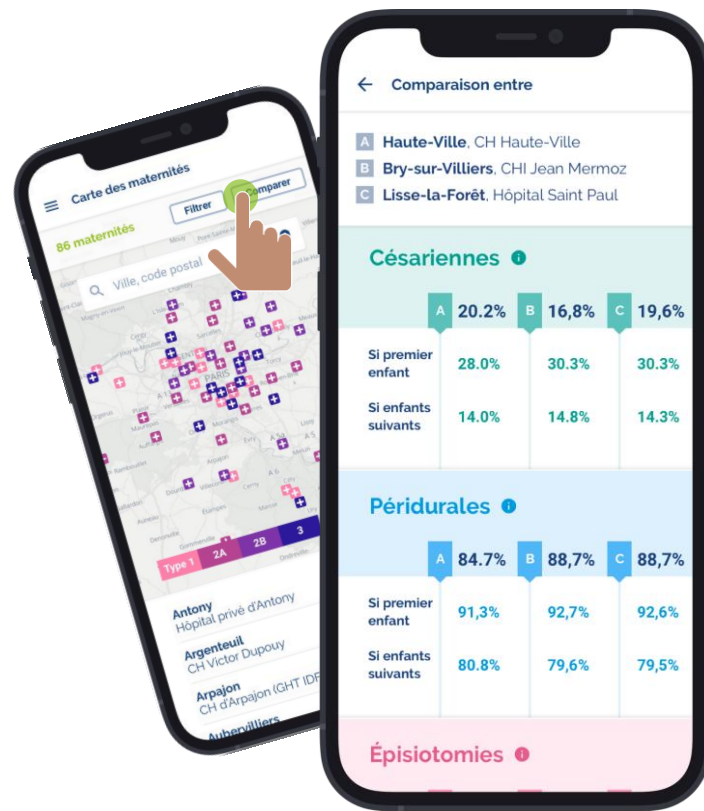 Carte des maternités
86 maternités
Filtrer
Comparer
Ville, code postal
PARIS
Type 1
2A
2B
3
Antony
Hôpital privé d'Antony
Argenteuil
CH Victor Dupouy
Arpajon
CH d'Arpajon (GHT IDF
Aubervilliers
Comparaison entre
A Haute-Ville, CH Haute-Ville
B Bry-sur-Villiers, CHI Jean Mermoz
C Lisse-la-Forêt, Hôpital Saint Paul
Césariennes
A 20.2% B 16,8% C 19,6%
Si premier
enfant
28.0% 30.3% 30.3%
Si enfants
suivants
14.0% 14.8% 14.3%
Péridurales
A 84.7% B 88,7% C 88,7%
Si premier
enfant
91,3% 92,7% 92,6%
Si enfants
suivants
80.8% 79,6% 79,5%
Épisiotomies